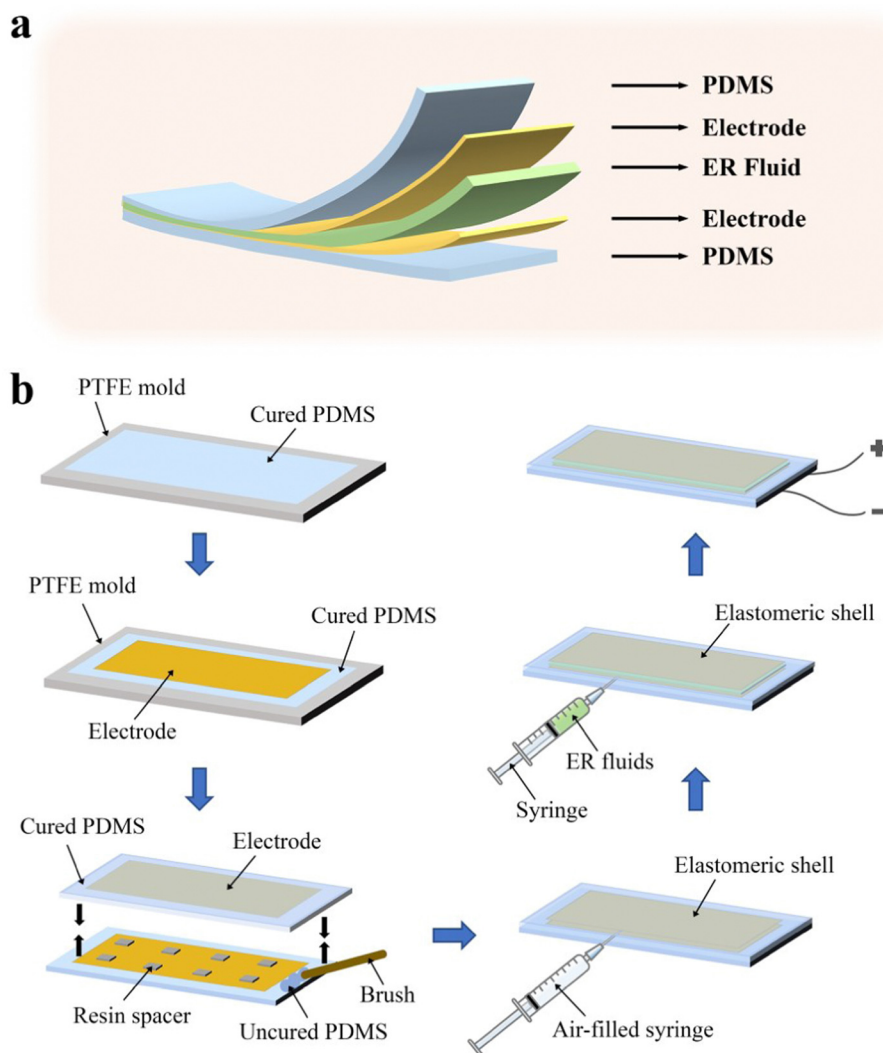 a
PDMS
Electrode
ER Fluid
Electrode
PDMS
b
PTFE mold
Cured PDMS
PTFE mold
Cured PDMS
Electrode
Cured PDMS
Electrode
Resin spacer
Uncured PDMS
Brush
Elastomeric shell
Air-filled syringe
Elastomeric shell
ER fluids
Syringe
+
-